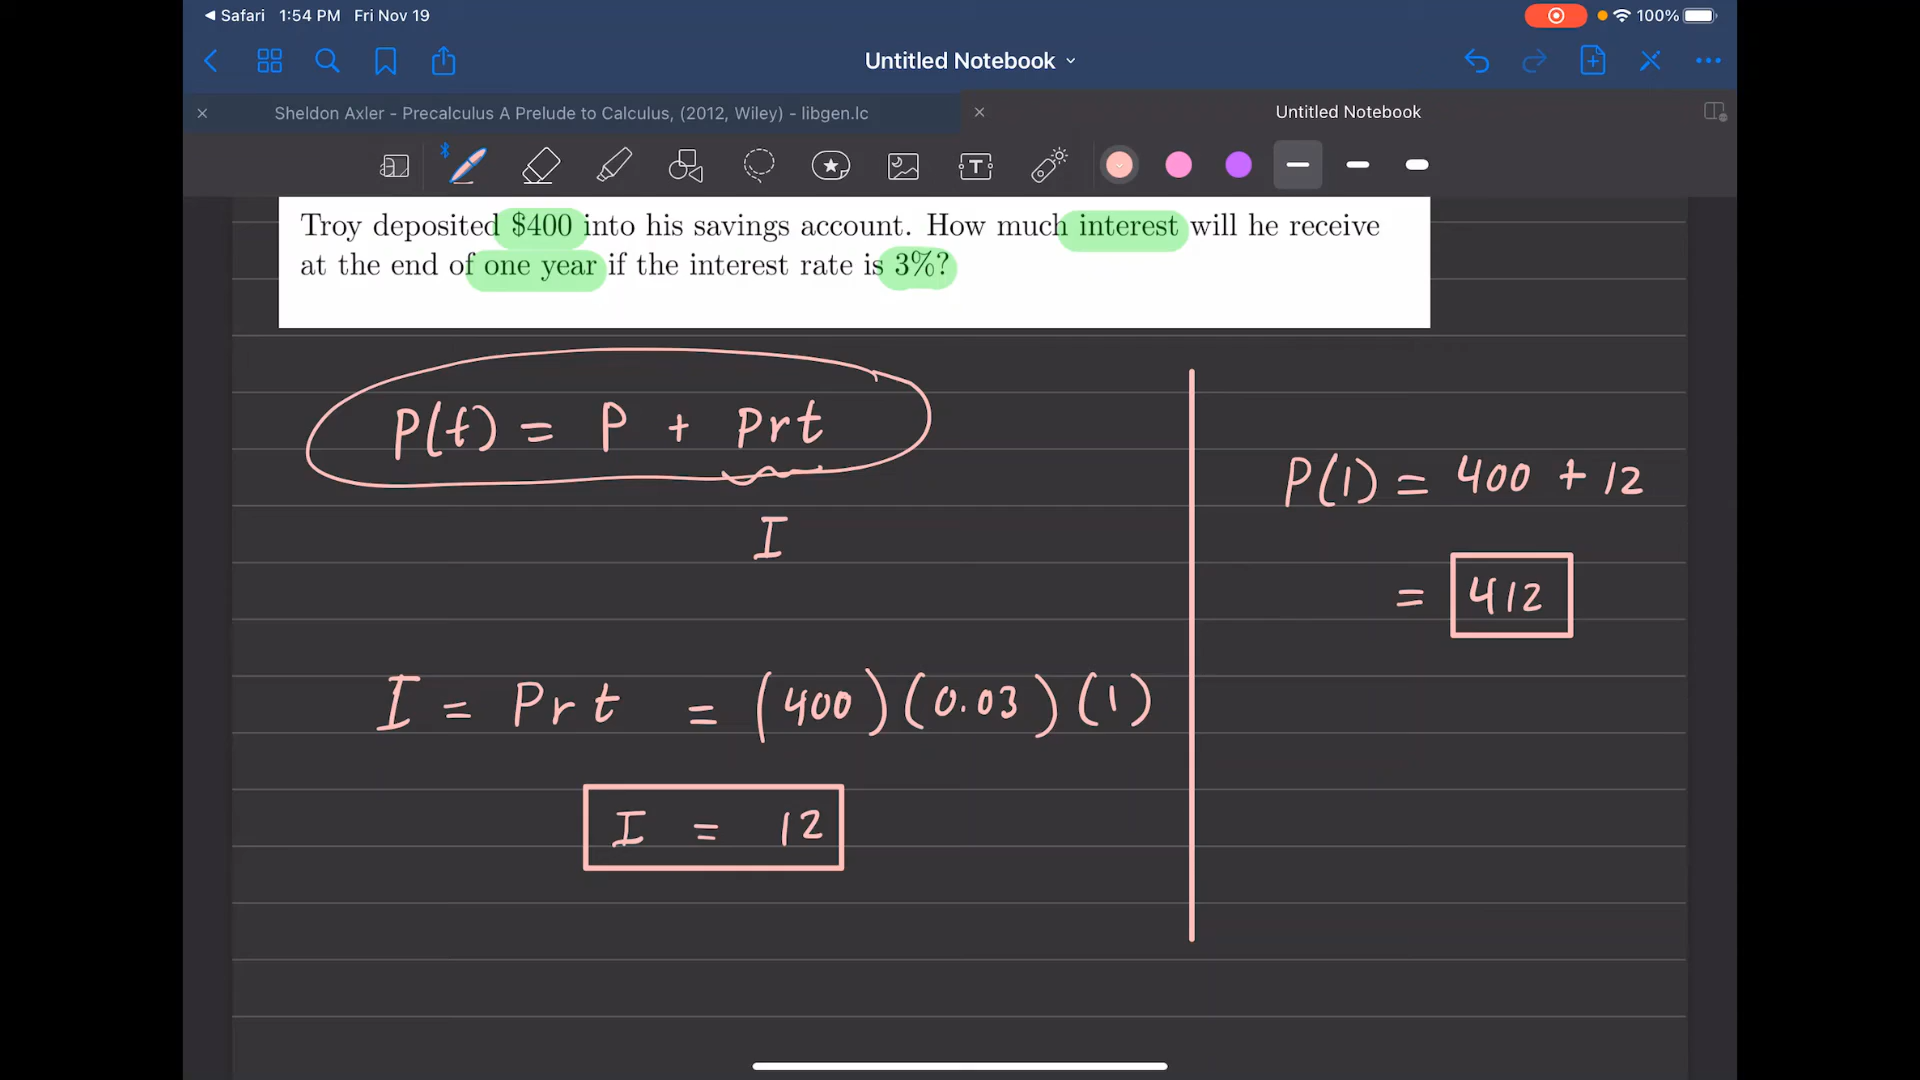 Safari 1:54 PM Fri Nov 19
100%
Untitled Notebook
Sheldon Axler - Precalculus A Prelude to Calculus, (2012, Wiley) - libgen.lc
Untitled Notebook
T
Troy deposited $400 into his savings account. How much interest will he receive
at the end of one year if the interest rate is 3%?
P(t) = P + Prt
I
I = Prt = (400)(0.03)(1)
I = 12
P(1) = 400 + 12
= 412